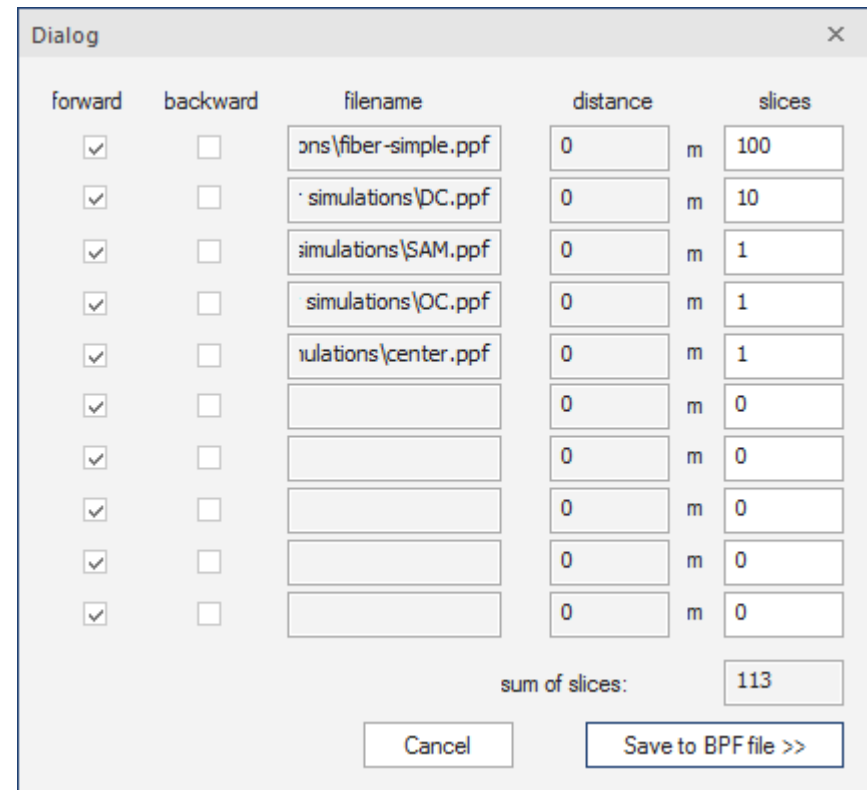 Dialog
forward backward filename distance slices
ons\fiber-simple.ppf 0 m 100
simulations\DC.ppf 0 m 10
simulations\SAM.ppf 0 m 1
simulations\OC.ppf 0 m 1
nulations\center.ppf 0 m 1
0 m 0
0 m 0
0 m 0
0 m 0
0 m 0
sum of slices: 113
Cancel Save to BPF file >>